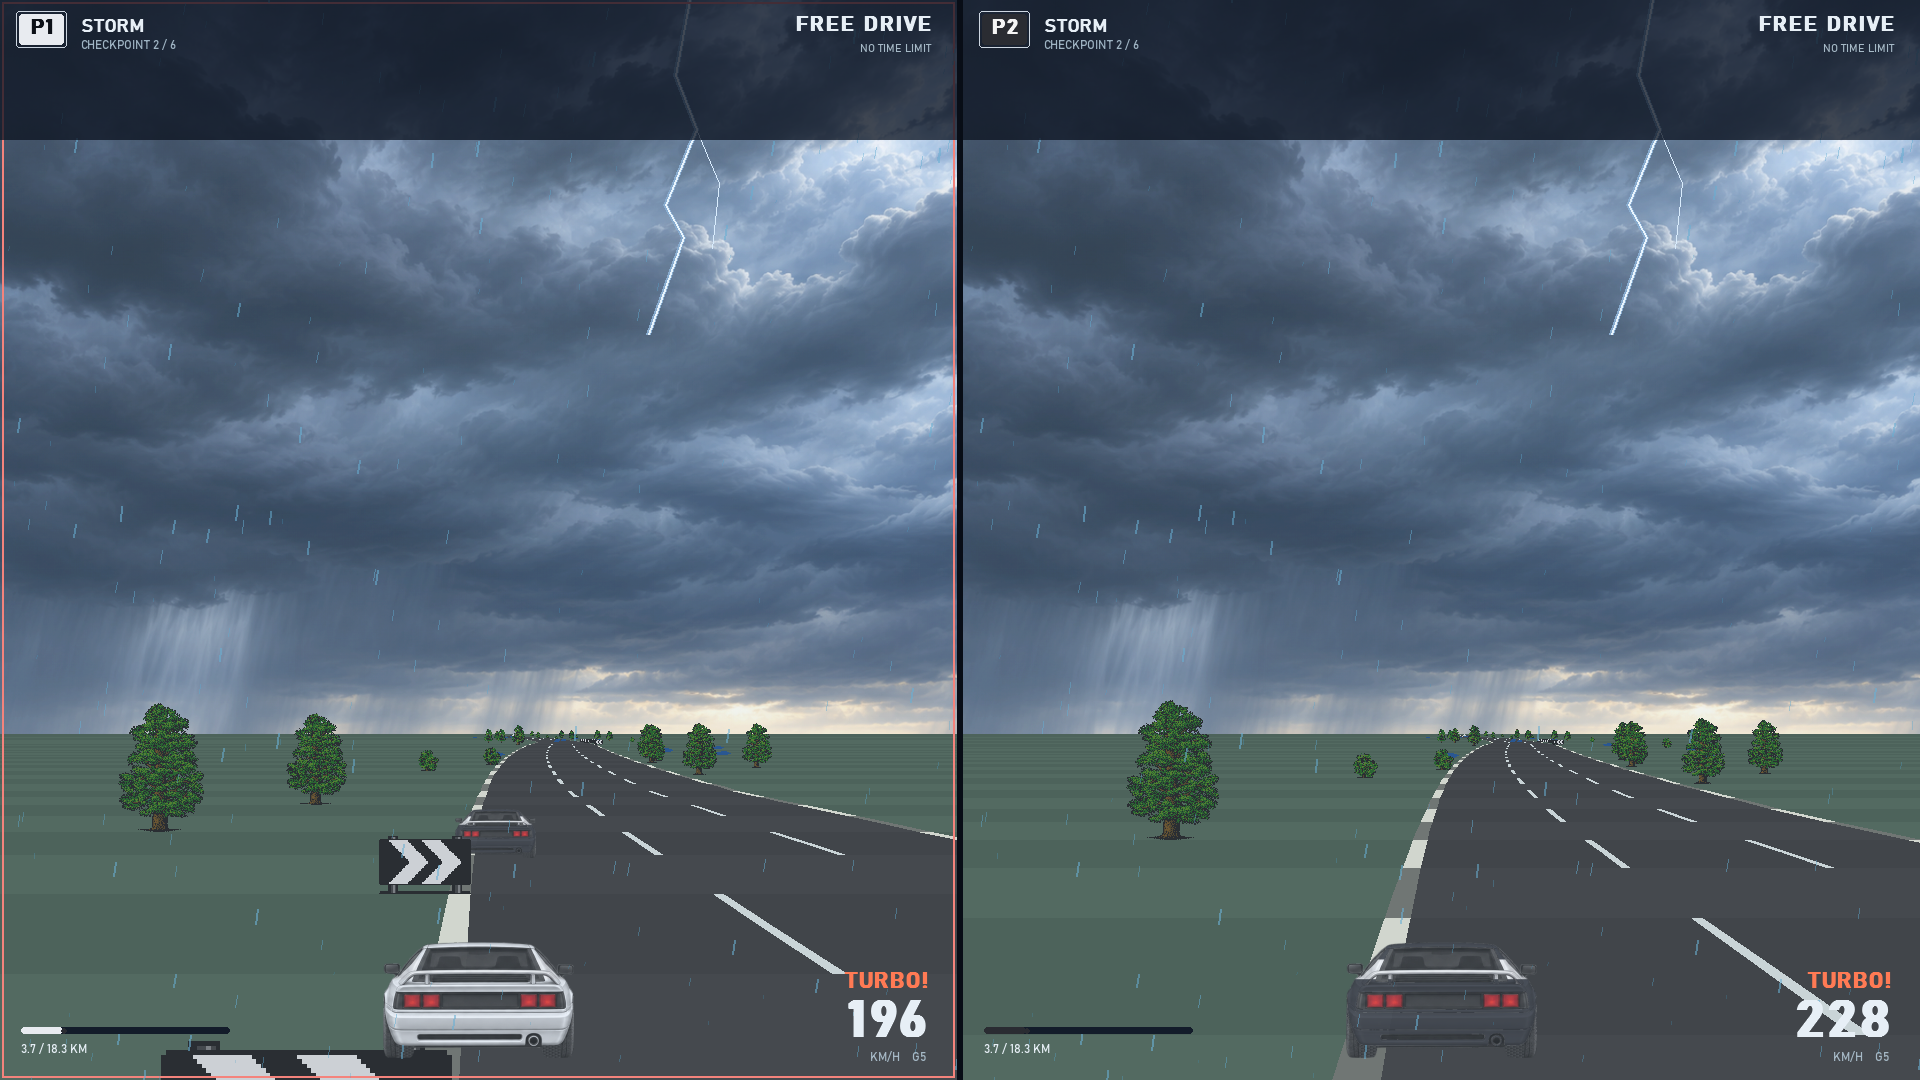 P1
STORM
CHECKPOINT 2 / 6
FREE DRIVE
NO TIME LIMIT
TURBO!
196
KM/H G5
3.7 / 18.3 KM
P2
STORM
CHECKPOINT 2 / 6
FREE DRIVE
NO TIME LIMIT
TURBO!
228
KM/H G5
3.7 / 18.3 KM